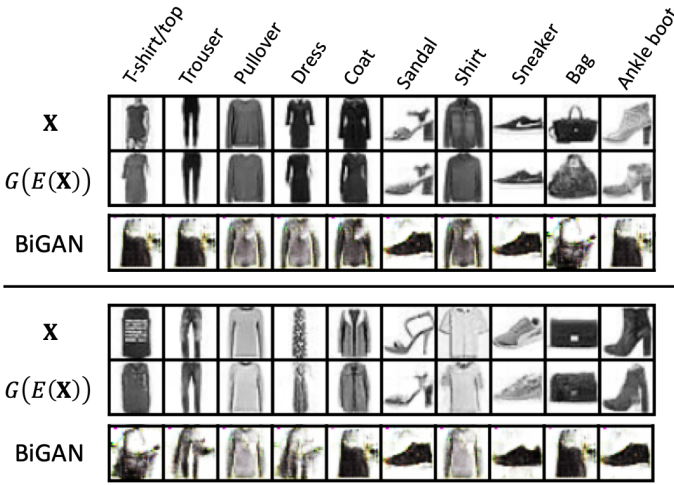 T-shirt/top Trouser Pullover Dress Coat Sandal Shirt Sneaker Bag Ankle boot
X
G(E(X))
BiGAN
X
G(E(X))
BiGAN